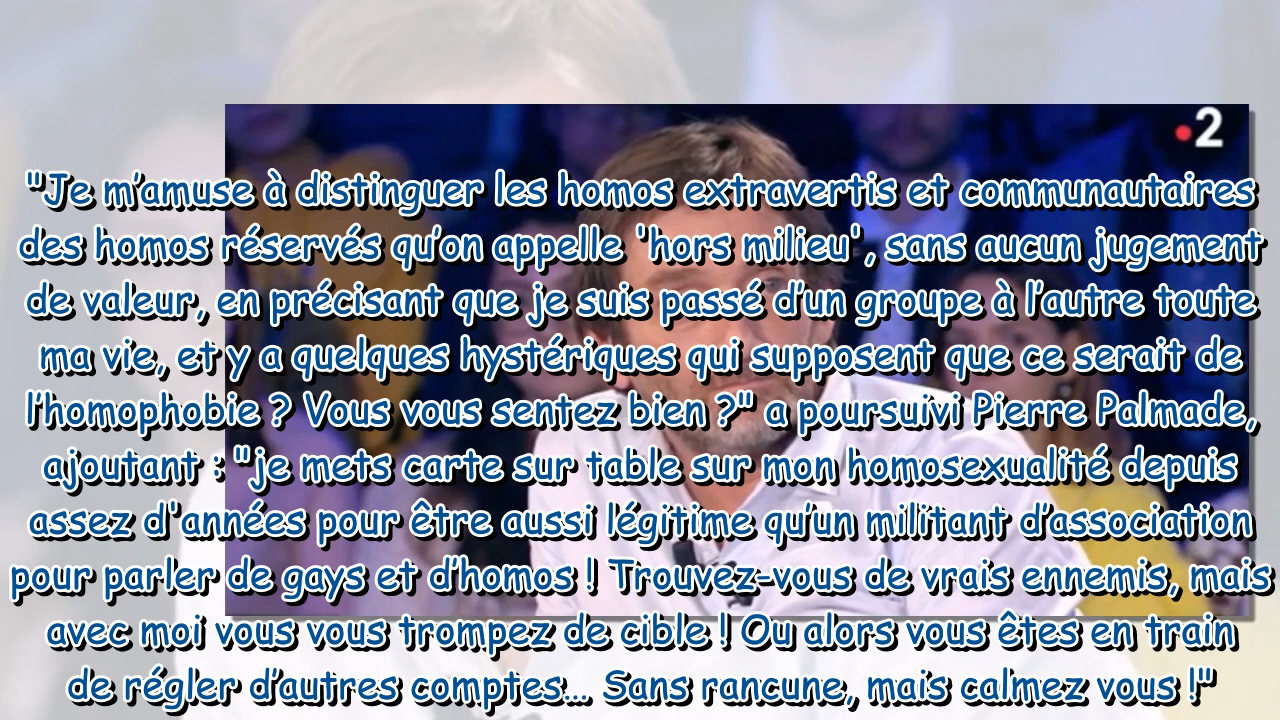 2
"Je m'amuse à distinguer les homos extravertis et communautaires
des homos réservés qu'on appelle 'hors milieu', sans aucun jugement
de valeur, en précisant que je suis passé d'un groupe à l'autre toute
ma vie, et y a quelques hystériques qui supposent que ce serait de
l'homophobie ? Vous vous sentez bien ?" a poursuivi Pierre Palmade,
ajoutant : "je mets carte sur table sur mon homosexualité depuis
assez d'années pour être aussi légitime qu'un militant d'association
pour parler de gays et d'homos ! Trouvez-vous de vrais ennemis, mais
avec moi vous vous trompez de cible ! Ou alors vous êtes en train
de régler d'autres comptes... Sans rancune, mais calmez vous !"